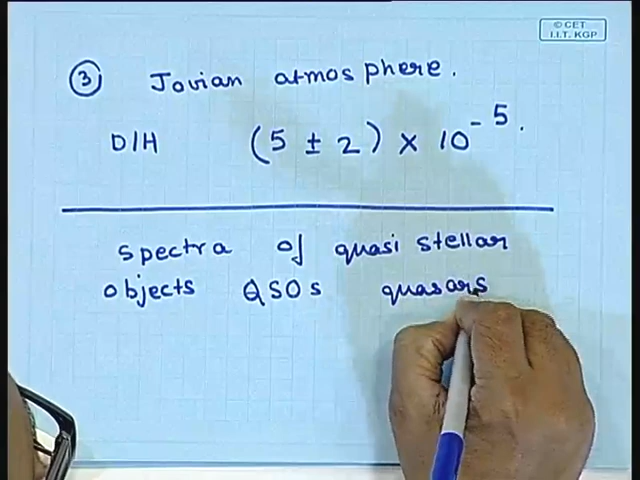 © CET
I.I.T. KGP
3 Jovian atmosphere.
D/H (5 ± 2) × 10⁻⁵.
spectra of quasi stellar
objects QSOs quasars